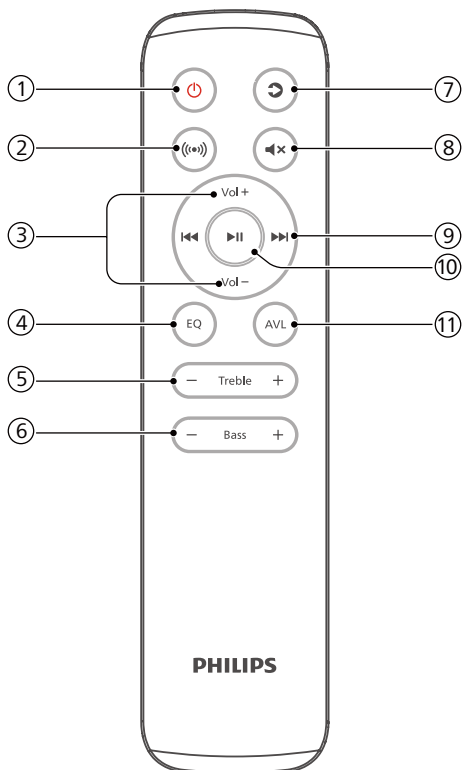 1
7
2
8
Vol +
3
9
10
Vol −
4
EQ
AVL
11
5
− Treble +
6
− Bass +
PHILIPS